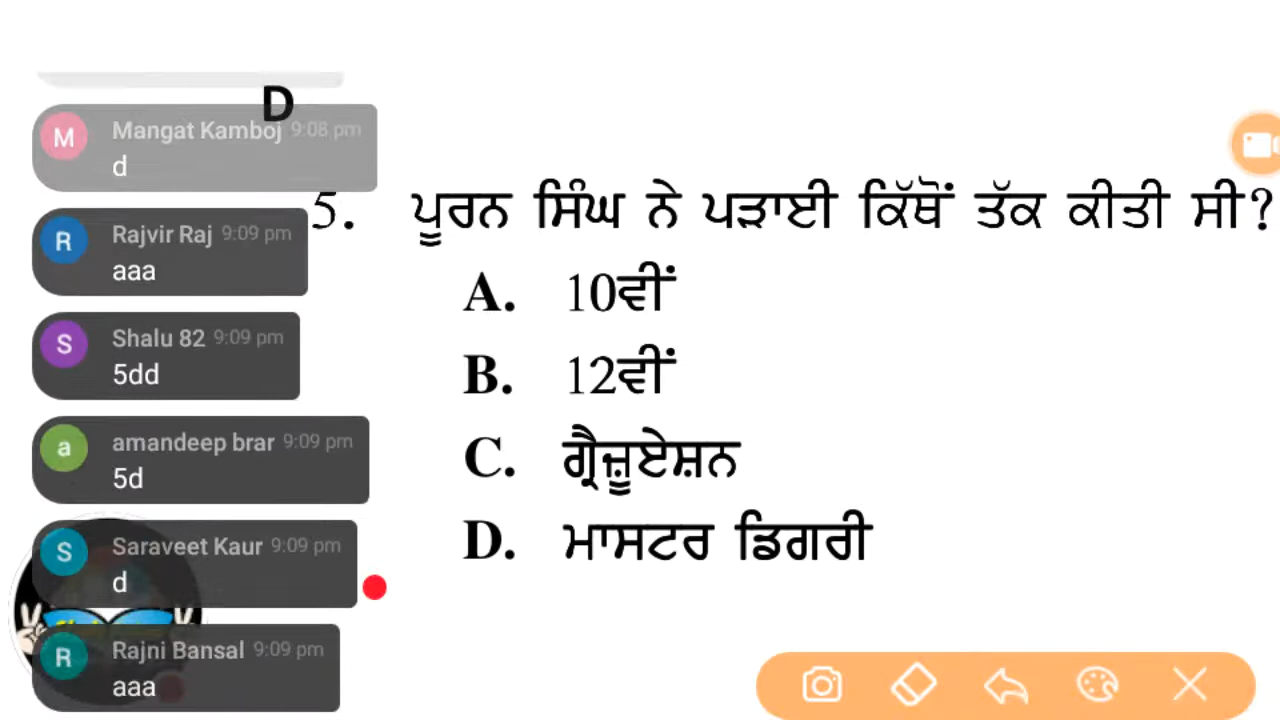 D
Mangat Kamboj 9:08 pm
d
Rajvir Raj 9:09 pm
aaa
Shalu 82 9:09 pm
5dd
amandeep brar 9:09 pm
5d
Saraveet Kaur 9:09 pm
d
Rajni Bansal 9:09 pm
aaa
5. ਪੂਰਨ ਸਿੰਘ ਨੇ ਪੜਾਈ ਕਿੱਥੋਂ ਤੱਕ ਕੀਤੀ ਸੀ?
A. 10ਵੀਂ
B. 12ਵੀਂ
C. ਗ੍ਰੈਜ਼ੂਏਸ਼ਨ
D. ਮਾਸਟਰ ਡਿਗਰੀ